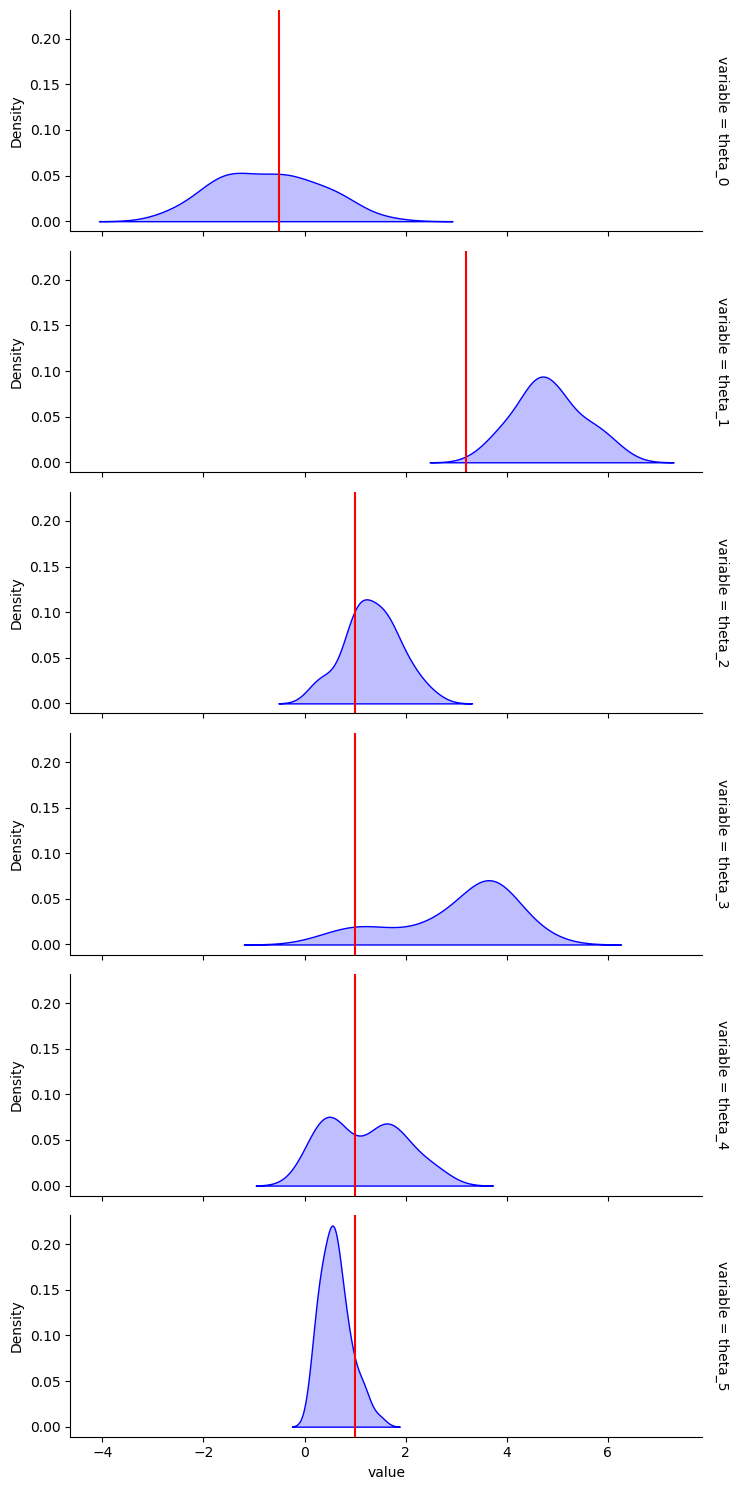 0.20
0.15
0.10
0.05
0.00
Density
variable = theta_0
0.20
0.15
0.10
0.05
0.00
Density
variable = theta_1
0.20
0.15
0.10
0.05
0.00
Density
variable = theta_2
0.20
0.15
0.10
0.05
0.00
Density
variable = theta_3
0.20
0.15
0.10
0.05
0.00
Density
variable = theta_4
0.20
0.15
0.10
0.05
0.00
Density
variable = theta_5
−4 −2 0 2 4 6
value